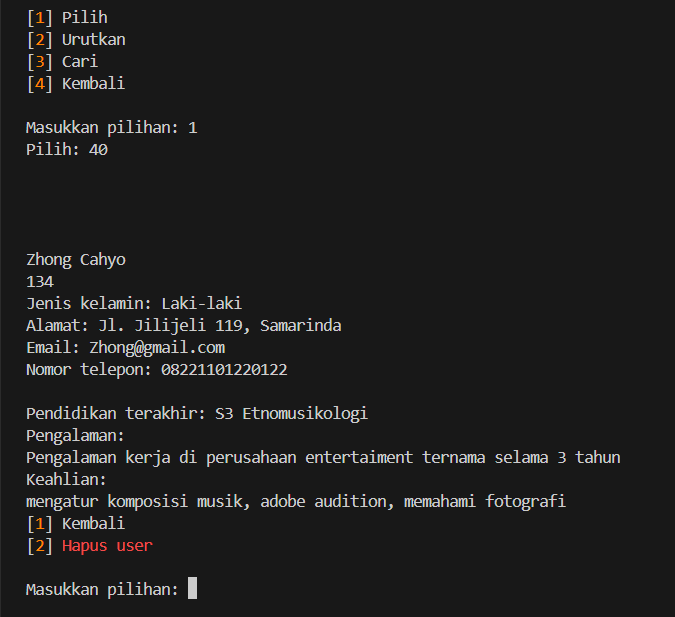 [1] Pilih
[2] Urutkan
[3] Cari
[4] Kembali
Masukkan pilihan: 1
Pilih: 40
Zhong Cahyo
134
Jenis kelamin: Laki-laki
Alamat: Jl. Jilijeli 119, Samarinda
Email: Zhong@gmail.com
Nomor telepon: 08221101220122
Pendidikan terakhir: S3 Etnomusikologi
Pengalaman:
Pengalaman kerja di perusahaan entertaiment ternama selama 3 tahun
Keahlian:
mengatur komposisi musik, adobe audition, memahami fotografi
[1] Kembali
[2] Hapus user
Masukkan pilihan: